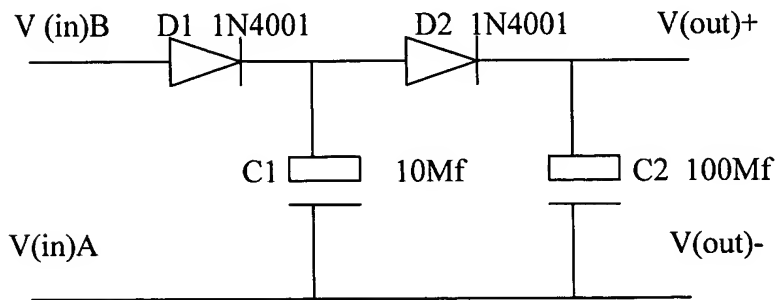 V (in)B D1 1N4001 D2 1N4001 V(out)+
C1 10Mf C2 100Mf
V(in)A V(out)-